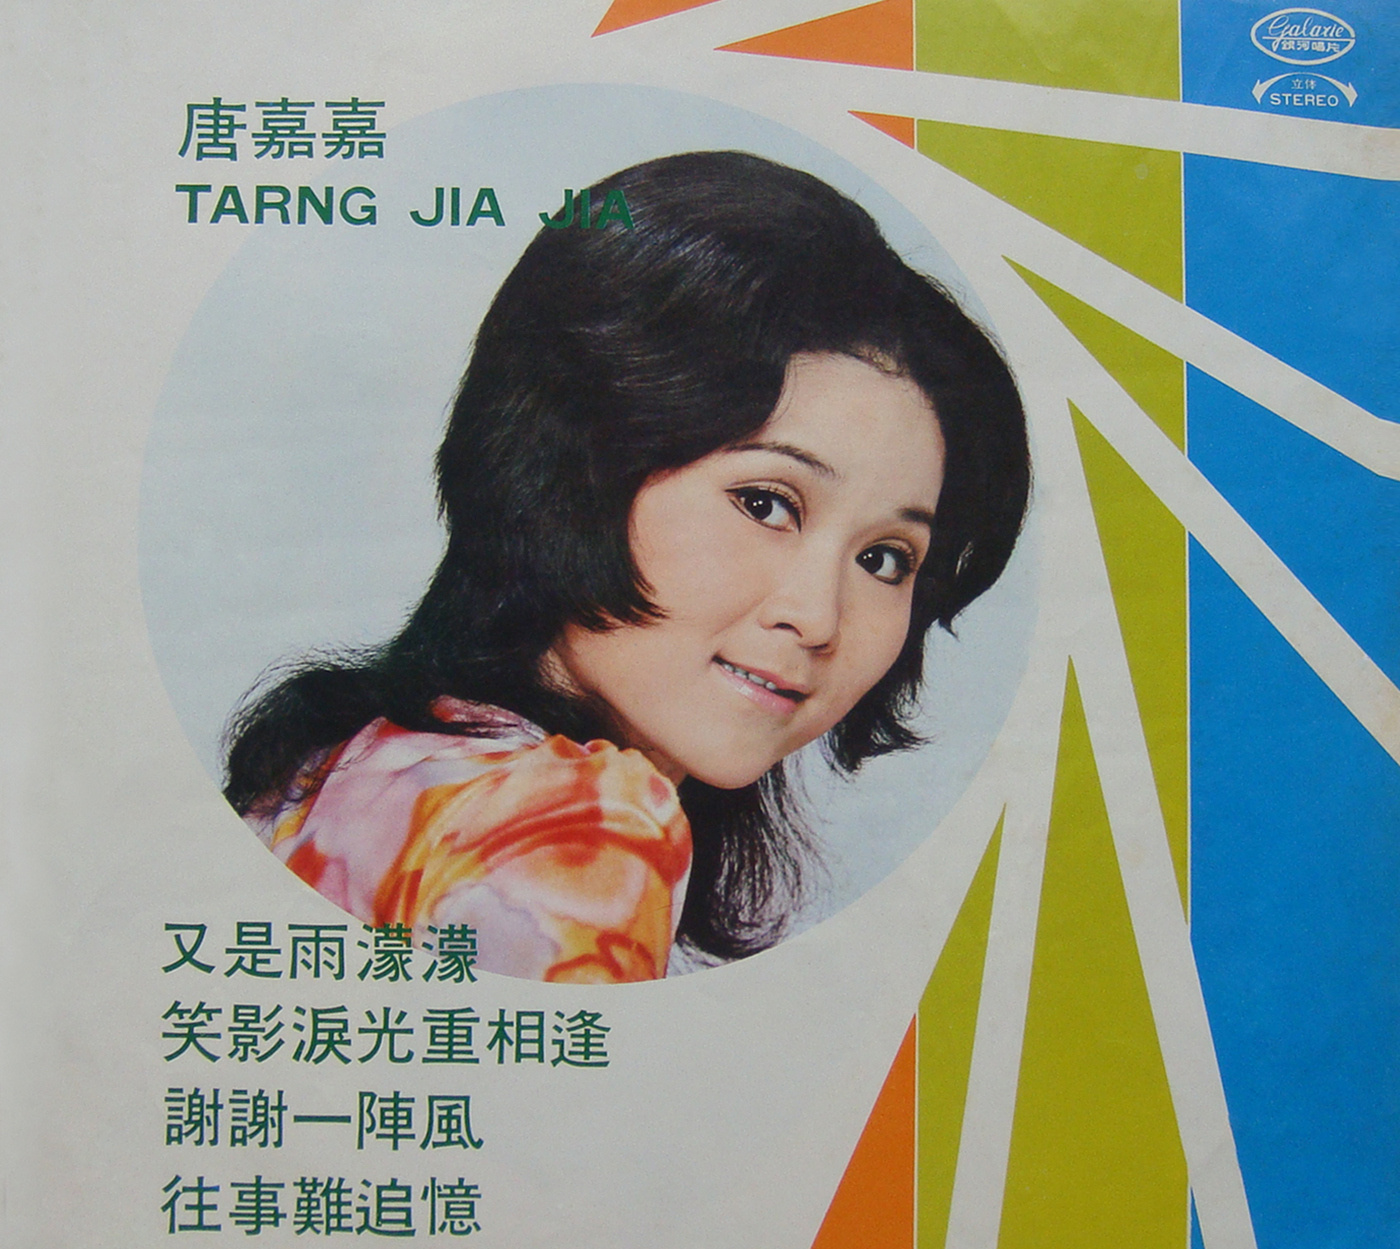 Galaxie
銀河唱片
立体
STEREO
唐嘉嘉
TARNG JIA JIA
又是雨濛濛
笑影淚光重相逢
謝謝一陣風
往事難追憶